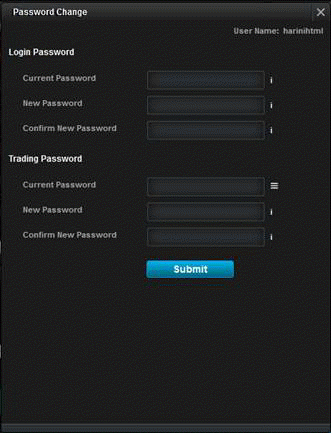 Password Change
User Name: harinihtml
Login Password
Current Password i
New Password i
Confirm New Password i
Trading Password
Current Password
New Password i
Confirm New Password i
Submit